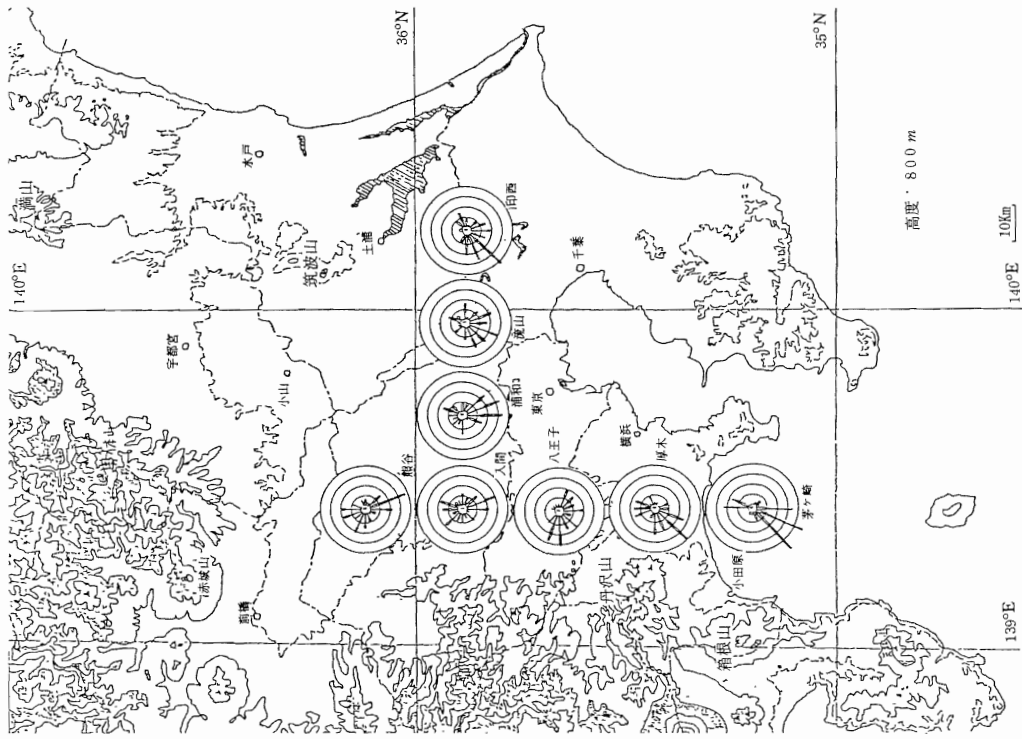 140°E
36°N
35°N
八溝山
水戸
宇都宮
筑波山
土浦
小山
印西
流山
浦和
千葉
東京
赤城山
前橋
熊谷
入間
八王子
横浜
厚木
茅ヶ崎
丹沢山
小田原
箱根山
高度・800m
10Km
140°E
139°E